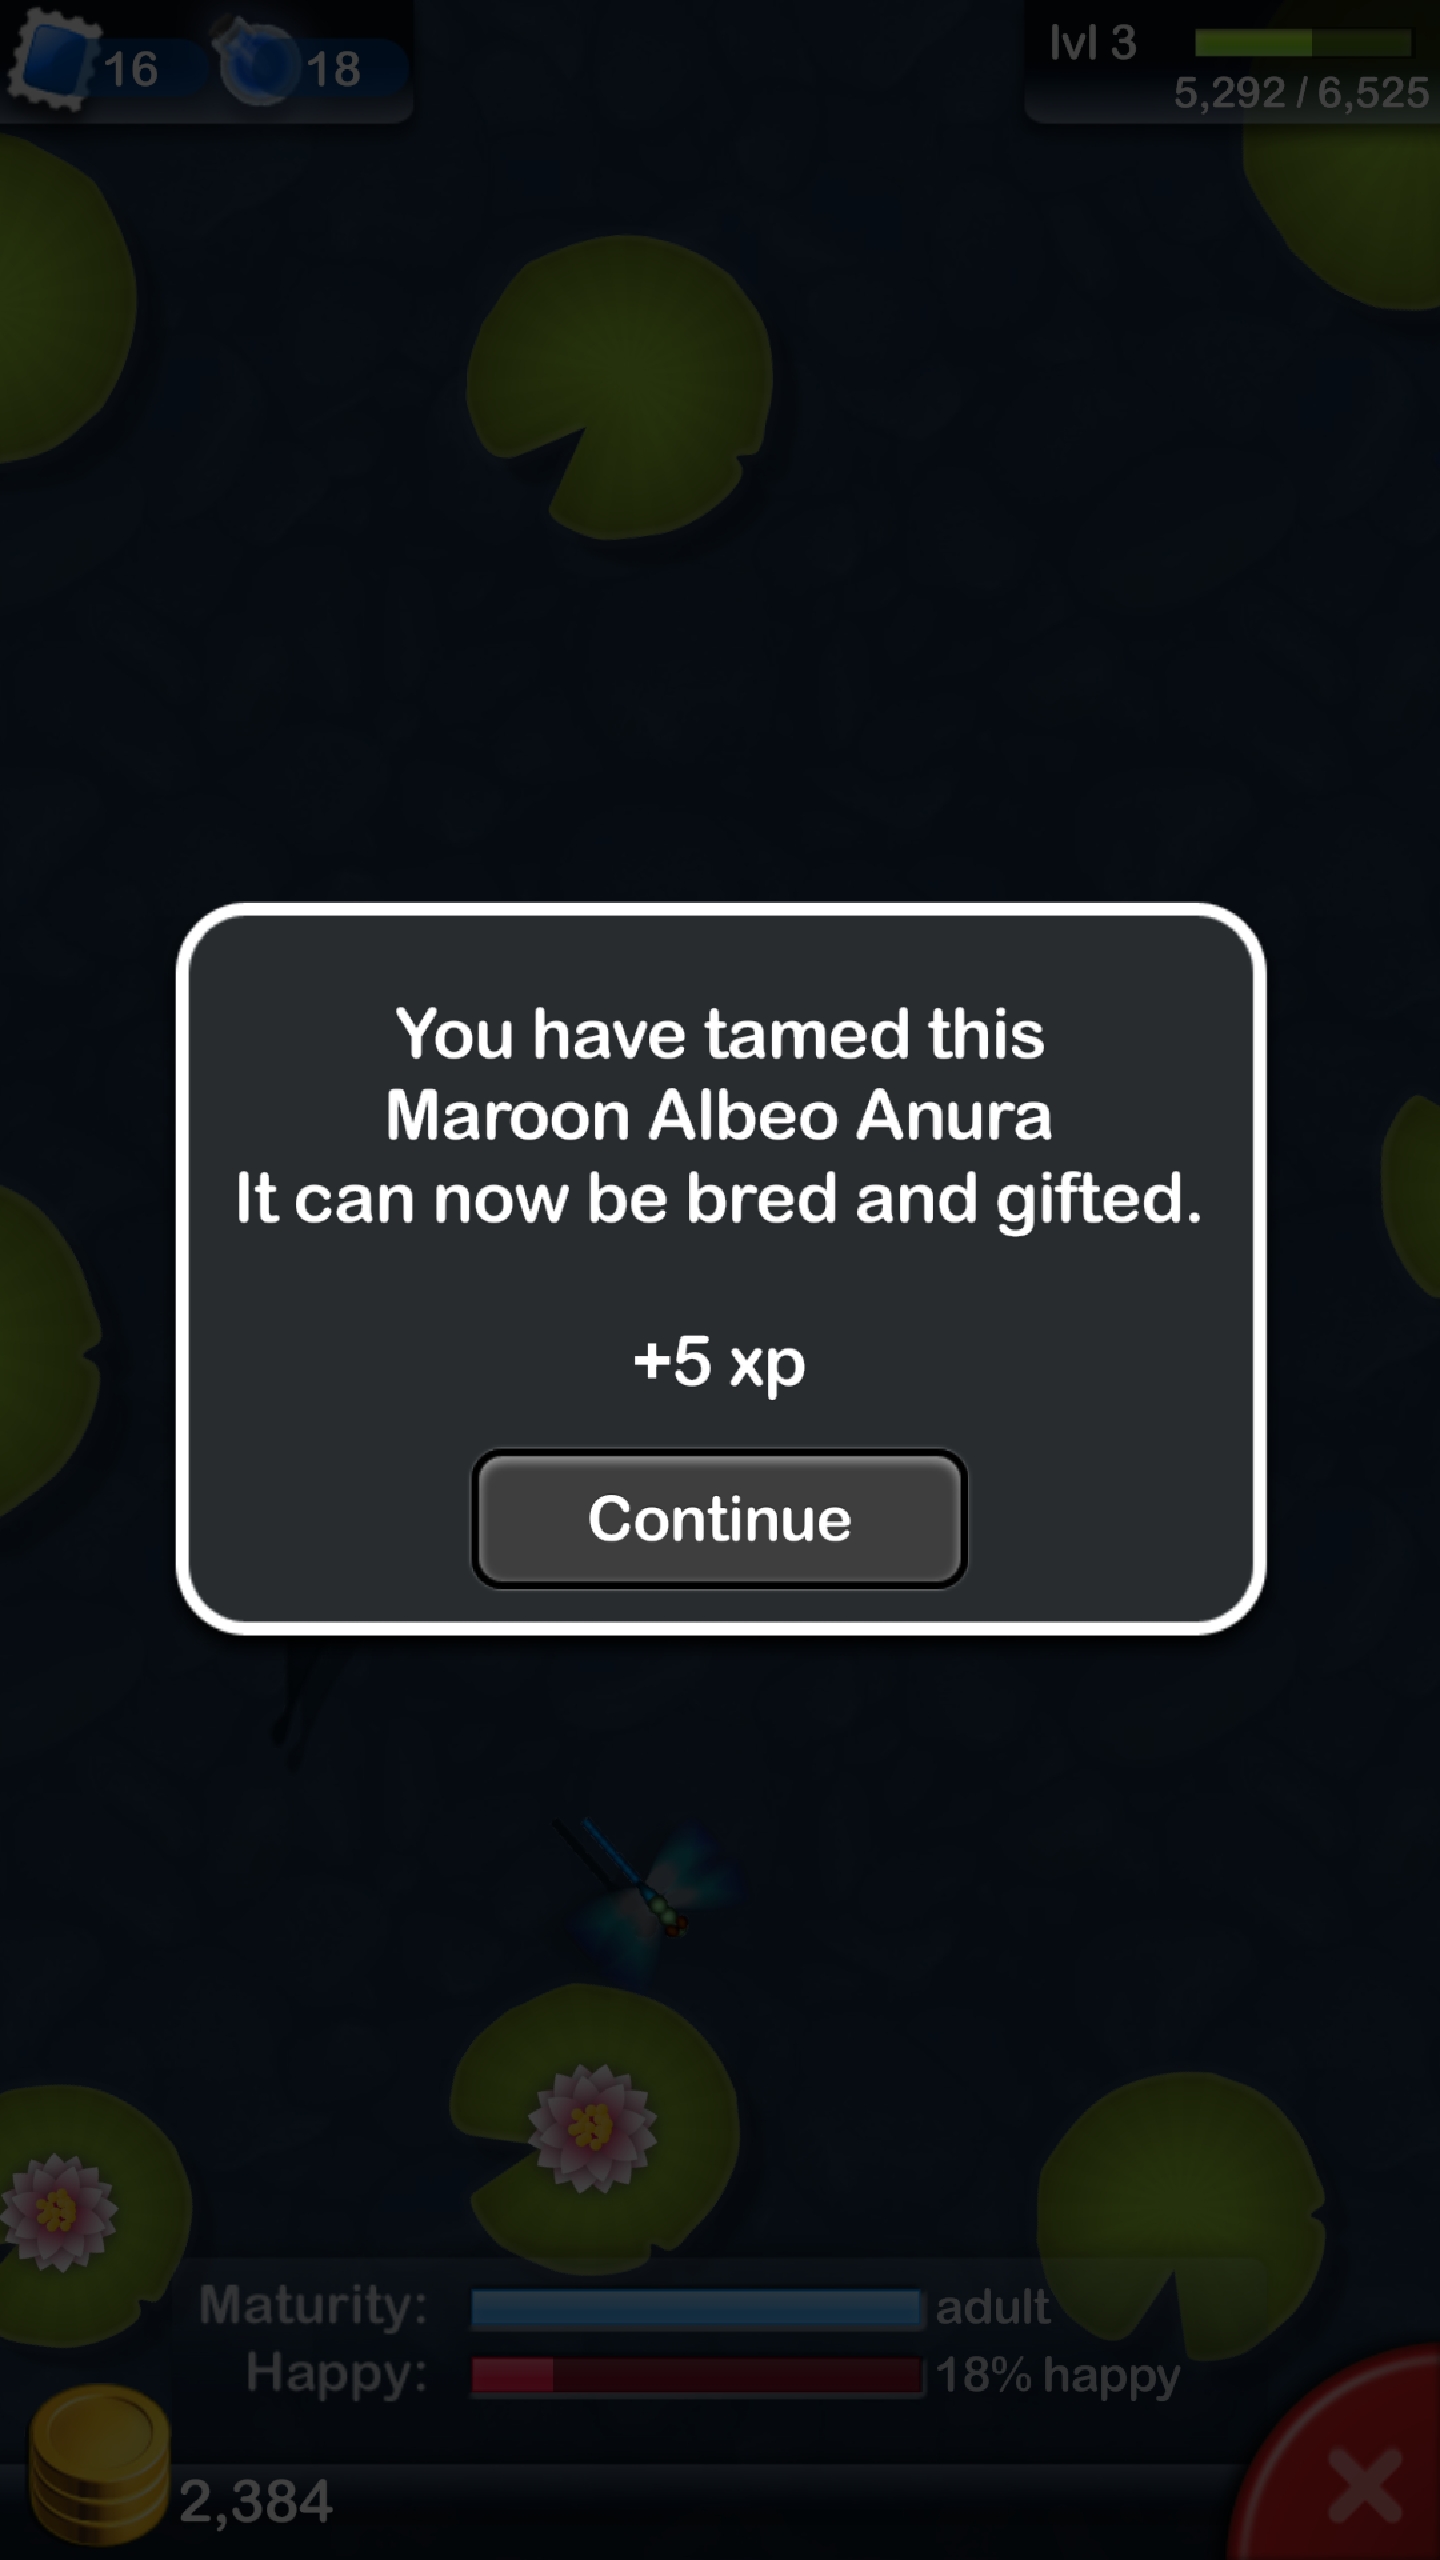 16
18
lvl 3
5,292 / 6,525
You have tamed this
Maroon Albeo Anura
It can now be bred and gifted.
+5 xp
Continue
Maturity: adult
Happy: 18% happy
2,384